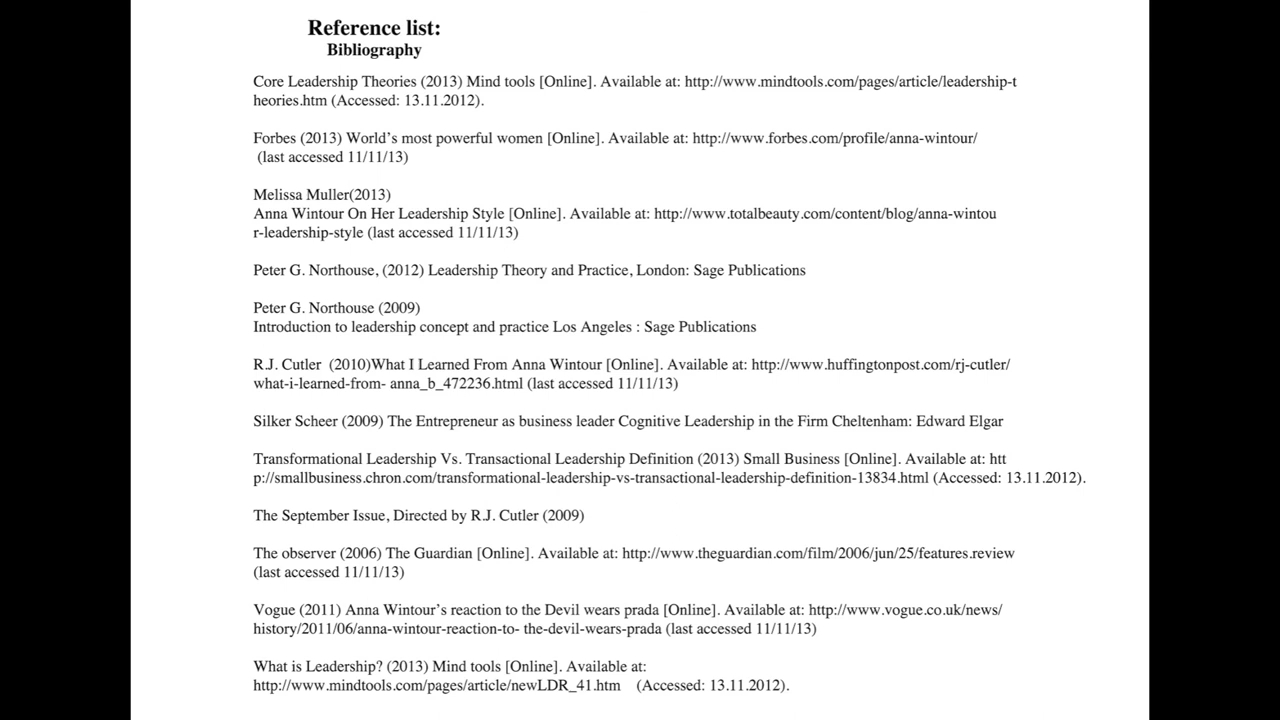 Reference list:
Bibliography
Core Leadership Theories (2013) Mind tools [Online]. Available at: http://www.mindtools.com/pages/article/leadership-t
heories.htm (Accessed: 13.11.2012).
Forbes (2013) World's most powerful women [Online]. Available at: http://www.forbes.com/profile/anna-wintour/
(last accessed 11/11/13)
Melissa Muller(2013)
Anna Wintour On Her Leadership Style [Online]. Available at: http://www.totalbeauty.com/content/blog/anna-wintou
r-leadership-style (last accessed 11/11/13)
Peter G. Northouse, (2012) Leadership Theory and Practice, London: Sage Publications
Peter G. Northouse (2009)
Introduction to leadership concept and practice Los Angeles : Sage Publications
R.J. Cutler  (2010)What I Learned From Anna Wintour [Online]. Available at: http://www.huffingtonpost.com/rj-cutler/
what-i-learned-from- anna_b_472236.html (last accessed 11/11/13)
Silker Scheer (2009) The Entrepreneur as business leader Cognitive Leadership in the Firm Cheltenham: Edward Elgar
Transformational Leadership Vs. Transactional Leadership Definition (2013) Small Business [Online]. Available at: htt
p://smallbusiness.chron.com/transformational-leadership-vs-transactional-leadership-definition-13834.html (Accessed: 13.11.2012).
The September Issue, Directed by R.J. Cutler (2009)
The observer (2006) The Guardian [Online]. Available at: http://www.theguardian.com/film/2006/jun/25/features.review
(last accessed 11/11/13)
Vogue (2011) Anna Wintour's reaction to the Devil wears prada [Online]. Available at: http://www.vogue.co.uk/news/
history/2011/06/anna-wintour-reaction-to- the-devil-wears-prada (last accessed 11/11/13)
What is Leadership? (2013) Mind tools [Online]. Available at:
http://www.mindtools.com/pages/article/newLDR_41.htm    (Accessed: 13.11.2012).